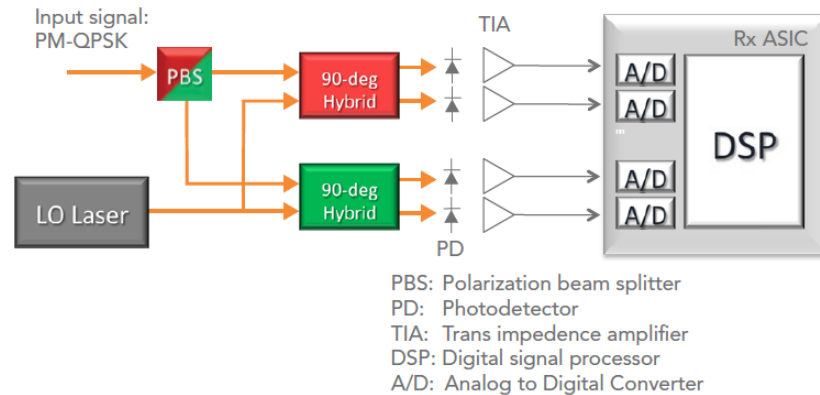 Input signal:
PM-QPSK
TIA
Rx ASIC
PBS
90-deg
Hybrid
A/D
A/D
DSP
90-deg
Hybrid
A/D
A/D
LO Laser
PD
PBS: Polarization beam splitter
PD: Photodetector
TIA: Trans impedence amplifier
DSP: Digital signal processor
A/D: Analog to Digital Converter